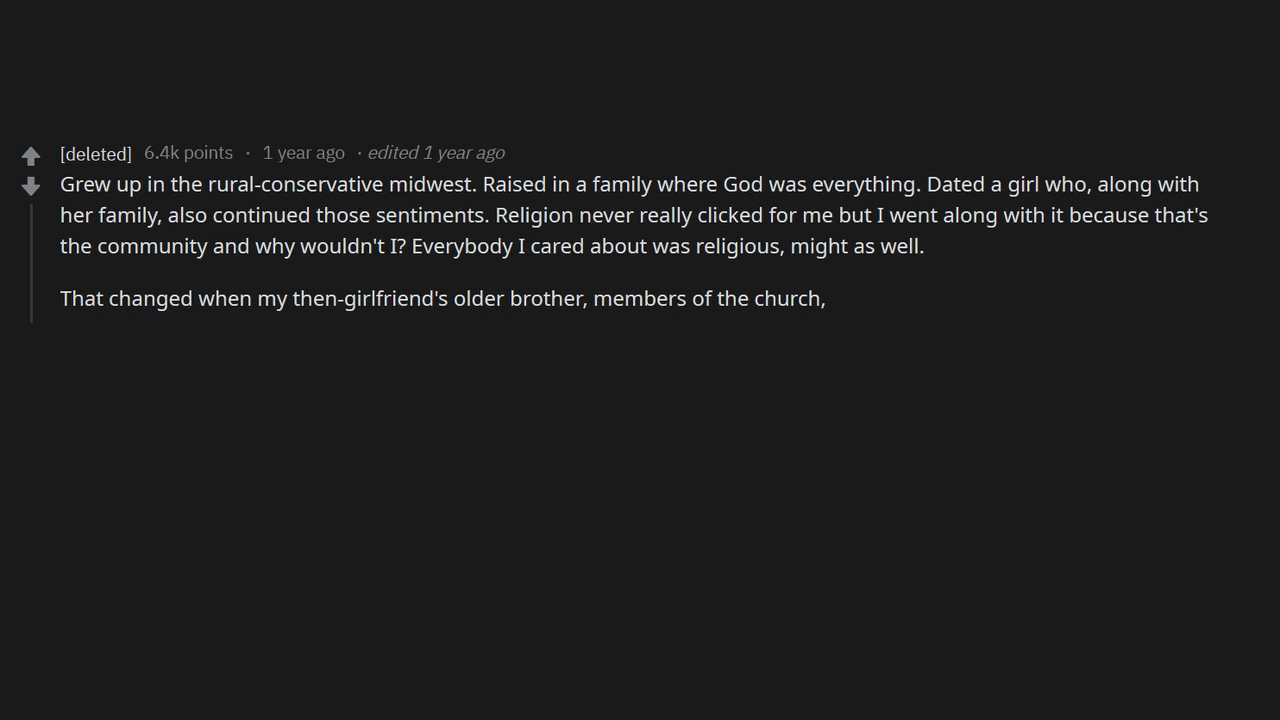 [deleted] 6.4k points · 1 year ago · edited 1 year ago
Grew up in the rural-conservative midwest. Raised in a family where God was everything. Dated a girl who, along with
her family, also continued those sentiments. Religion never really clicked for me but I went along with it because that's
the community and why wouldn't I? Everybody I cared about was religious, might as well.
That changed when my then-girlfriend's older brother, members of the church,